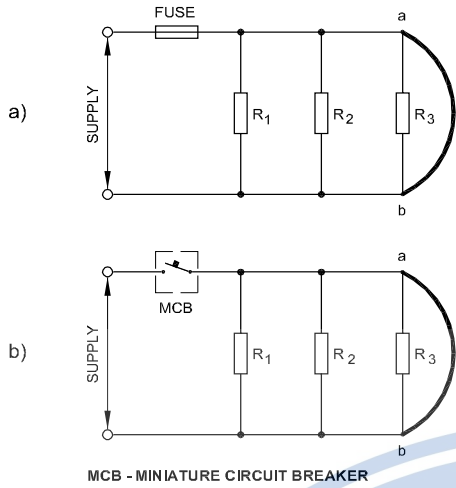 FUSE
a
a)
SUPPLY
R1
R2
R3
b
a
MCB
b)
SUPPLY
R1
R2
R3
b
MCB - MINIATURE CIRCUIT BREAKER